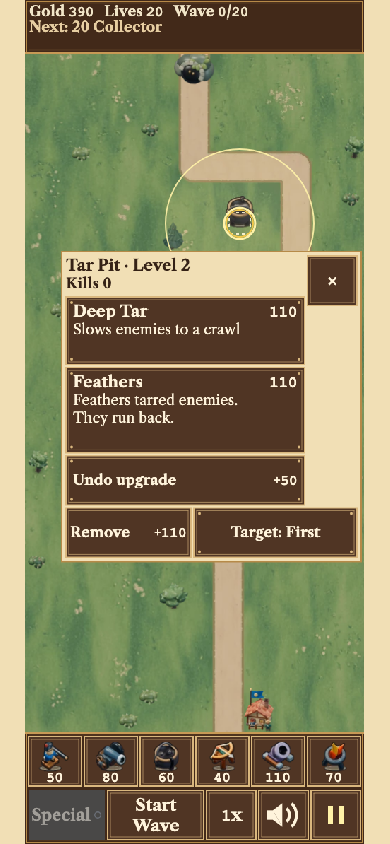 Gold 390 Lives 20 Wave 0/20
Next: 20 Collector
Tar Pit · Level 2
Kills 0
×
Deep Tar 110
Slows enemies to a crawl
Feathers 110
Feathers tarred enemies.
They run back.
Undo upgrade +50
Remove +110
Target: First
50 80 60 40 110 70
Special
Start
Wave
1x